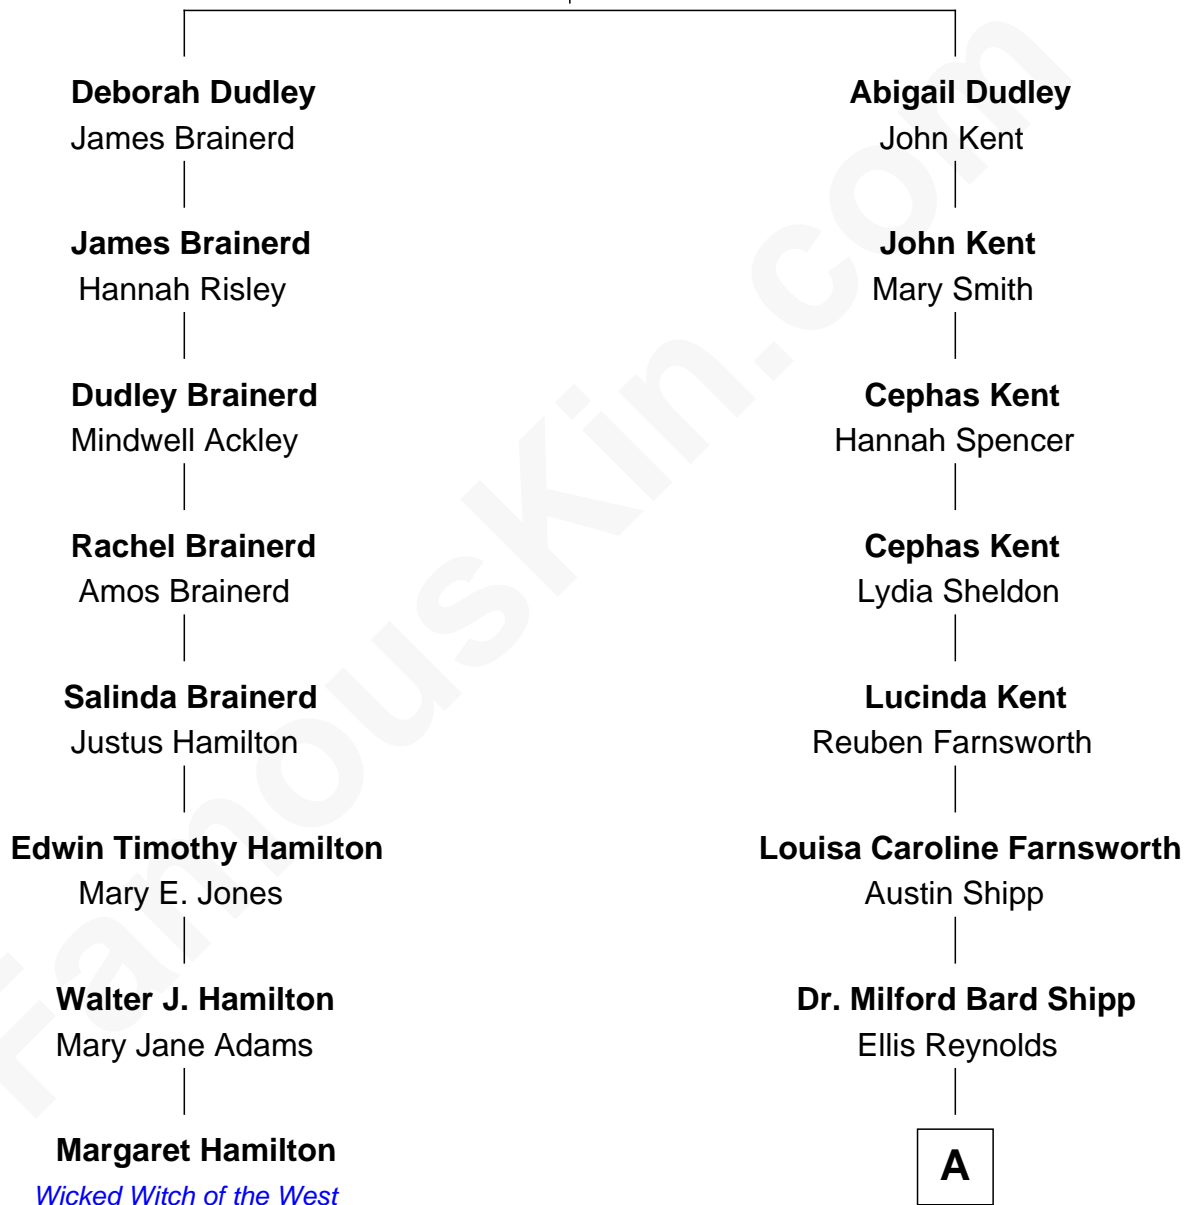 Deborah Dudley
James Brainerd
James Brainerd
Hannah Risley
Dudley Brainerd
Mindwell Ackley
Rachel Brainerd
Amos Brainerd
Salinda Brainerd
Justus Hamilton
Edwin Timothy Hamilton
Mary E. Jones
Walter J. Hamilton
Mary Jane Adams
Margaret Hamilton
Wicked Witch of the West
Abigail Dudley
John Kent
John Kent
Mary Smith
Cephas Kent
Hannah Spencer
Cephas Kent
Lydia Sheldon
Lucinda Kent
Reuben Farnsworth
Louisa Caroline Farnsworth
Austin Shipp
Dr. Milford Bard Shipp
Ellis Reynolds
A
FamousKin.com